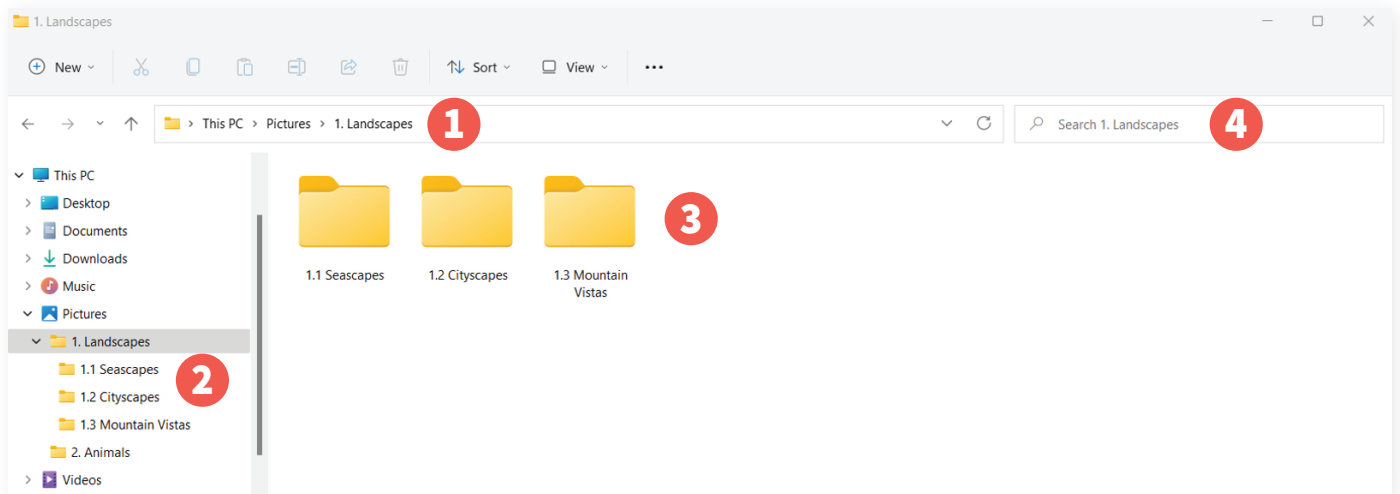 1. Landscapes
New
Sort
View
This PC > Pictures > 1. Landscapes
1
Search 1. Landscapes
4
This PC
Desktop
Documents
Downloads
Music
Pictures
1. Landscapes
1.1 Seascapes
2
1.2 Cityscapes
1.3 Mountain Vistas
2. Animals
Videos
1.1 Seascapes
1.2 Cityscapes
1.3 Mountain
Vistas
3